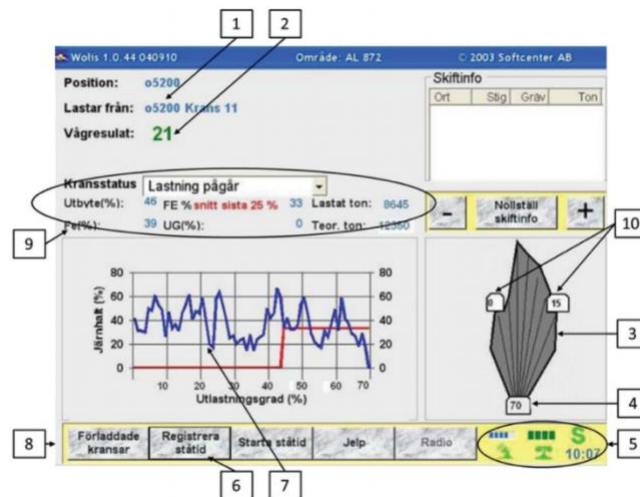 1
2
Wolis 1.0.44 040910 Område: AL 872 © 2003 Softcenter AB
Position: o5200
Lastar från: o5200 Krans 11
Vågresulat: 21
Skiftinfo
Ort Stig Gräv Ton
Kransstatus Lastning pågår
Utbyte(%): 46 FE % snitt sista 25 % 33 Lastat ton: 8645
Fe(%): 39 UG(%): 0 Teor. ton: 12350
- Nollställ skiftinfo +
9
10
Järnhalt (%)
80
60
40
20
0
80
60
40
20
0
0 10 20 30 40 50 60 70
Utlastningsgrad (%)
0
15
70
3
4
Förladdade kransar
Registrera ståtid
Starta ståtid
Jelp
Radio
S
10:07
8
5
6
7